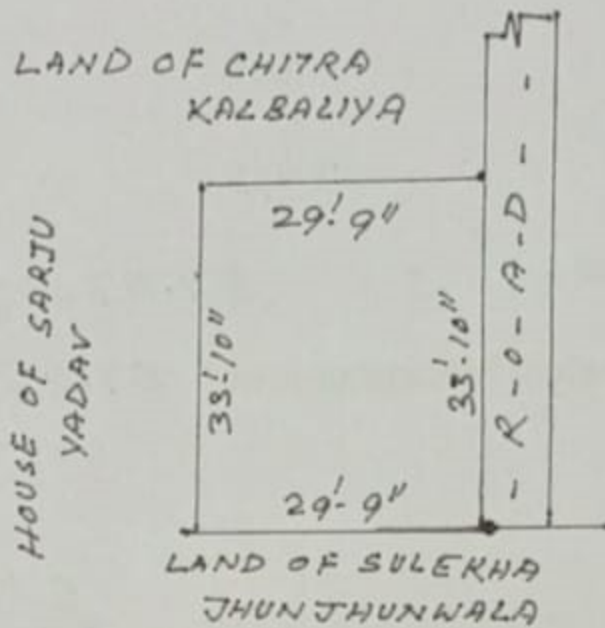 LAND OF CHITRA
KALBALIYA
29'-9"
HOUSE OF SARJU
YADAV
33'-10"
33'-10"
- R-O-A-D- - -
29'-9"
LAND OF SULEKHA
JHUNJHUNWALA